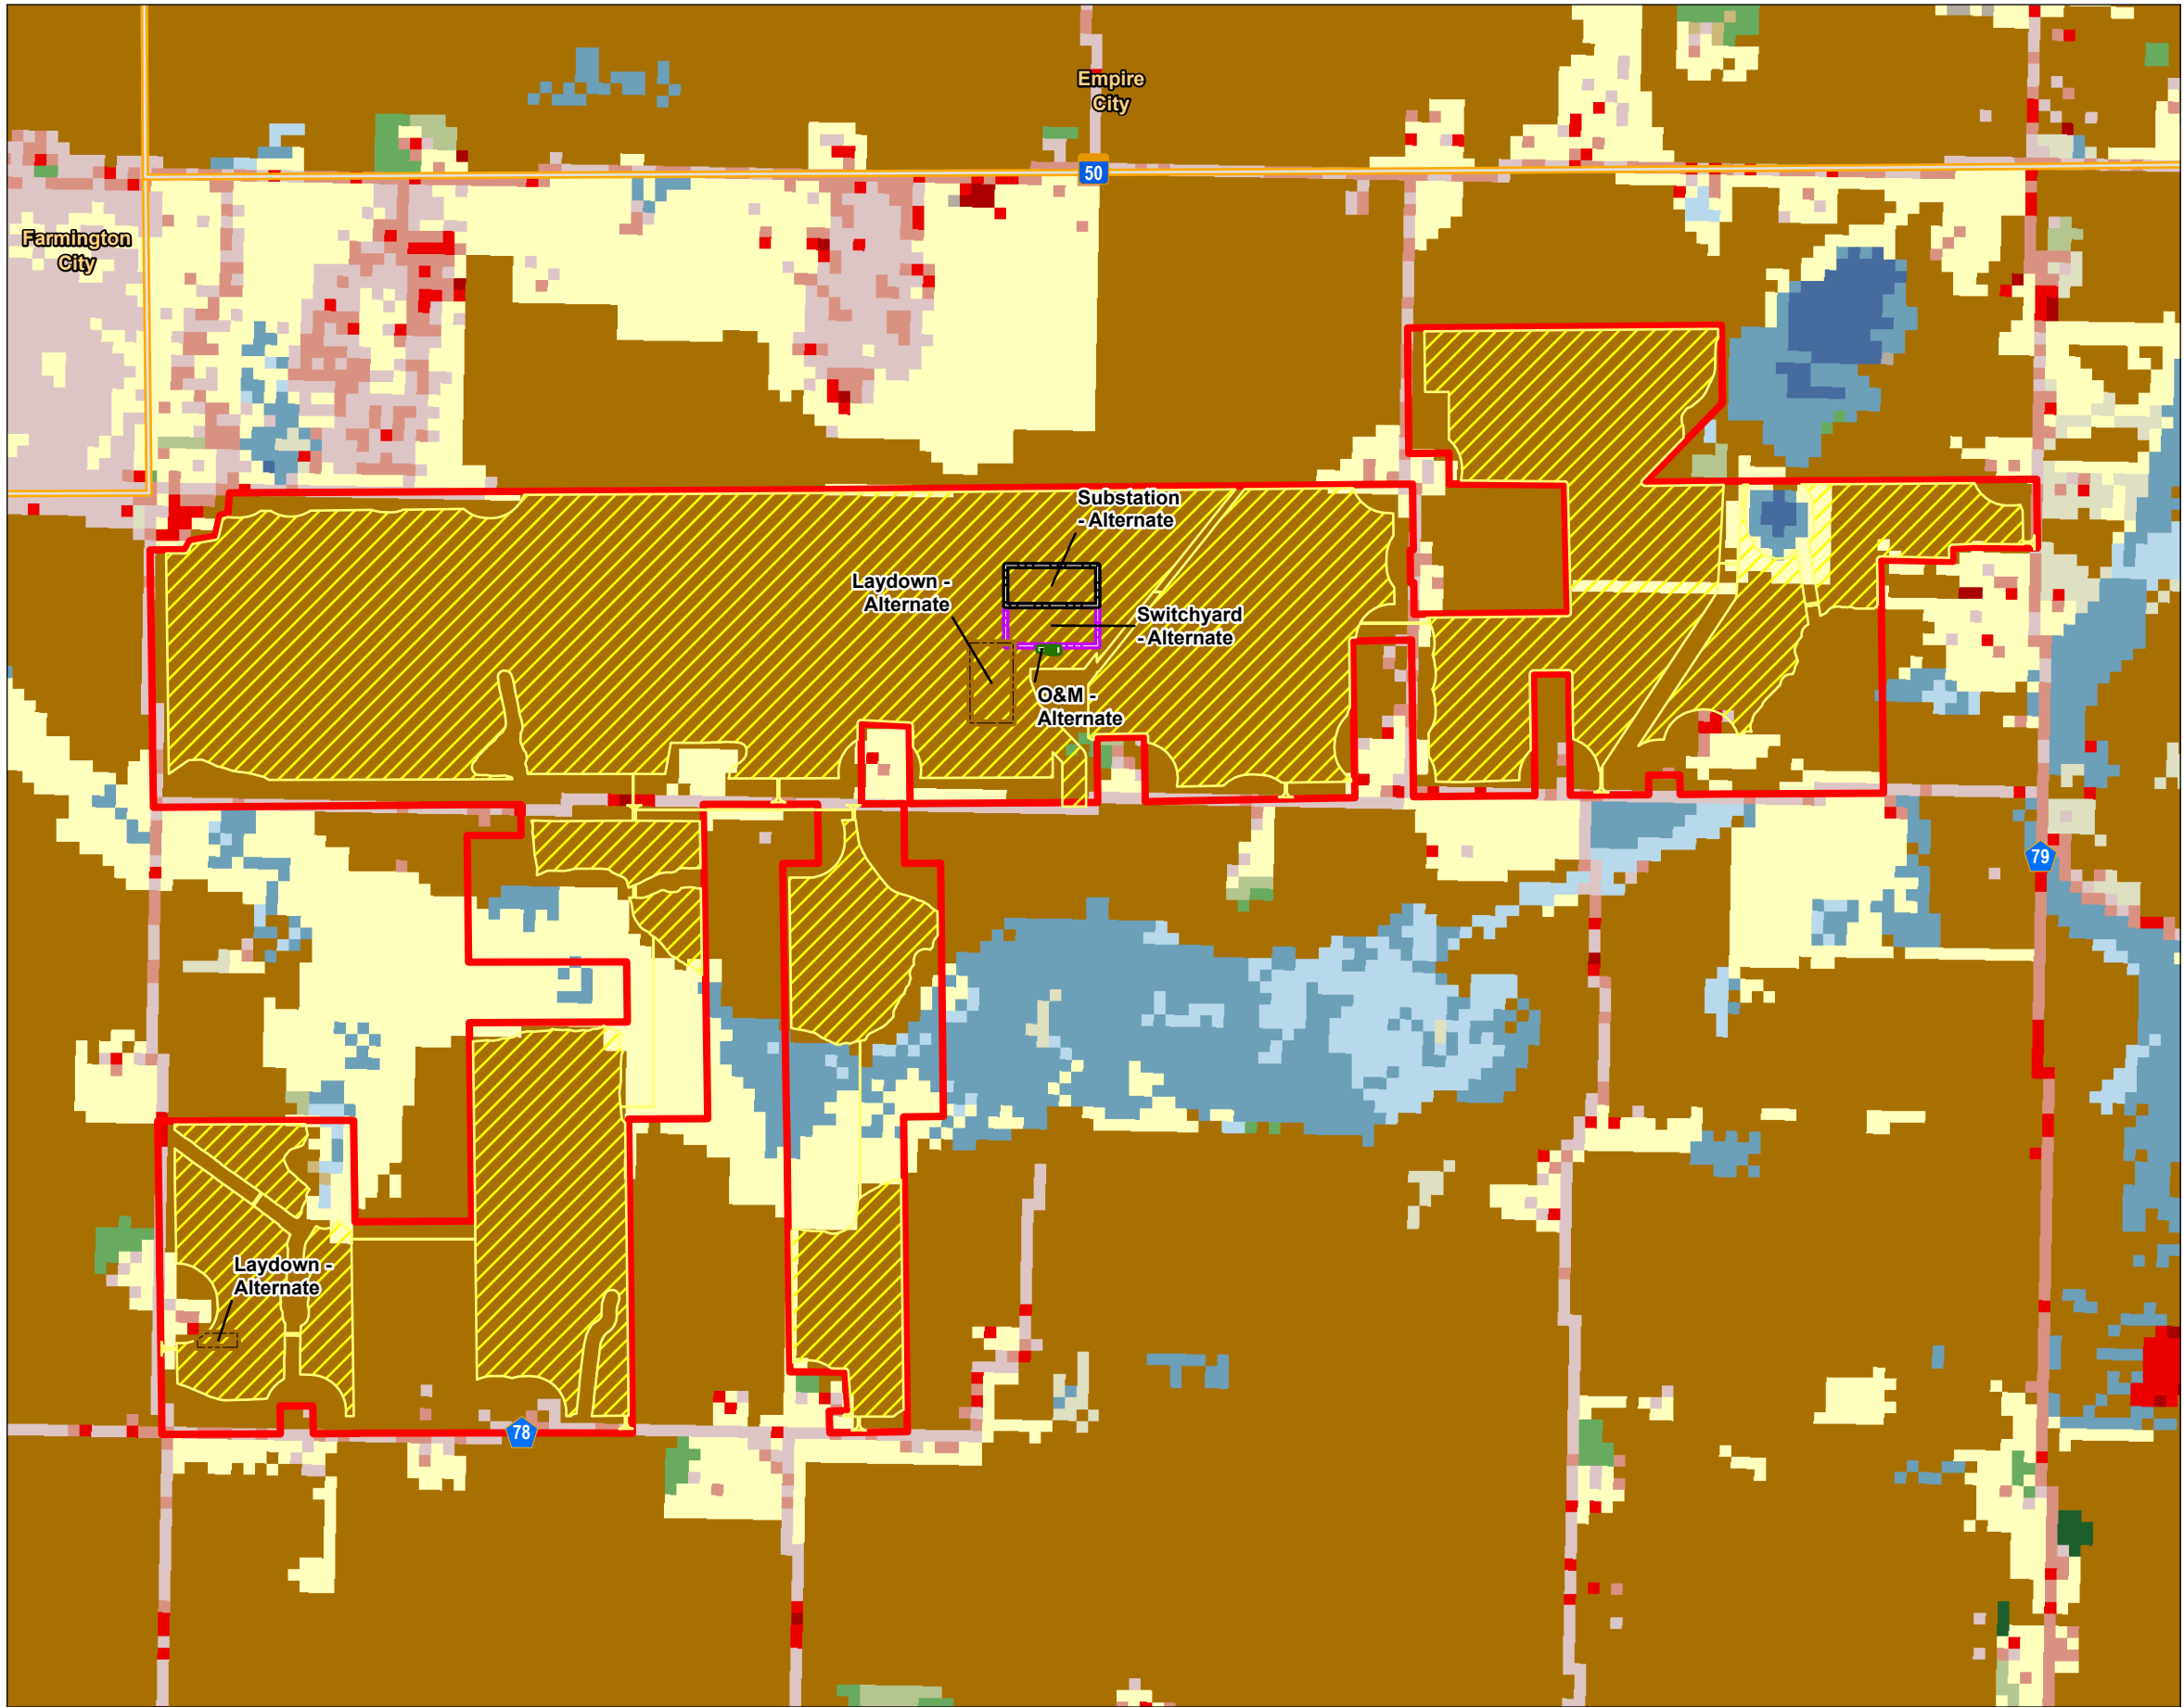 Empire
City
50
Farmington
City
Substation
- Alternate
Laydown -
Alternate
Switchyard
- Alternate
O&M -
Alternate
79
Laydown -
Alternate
78